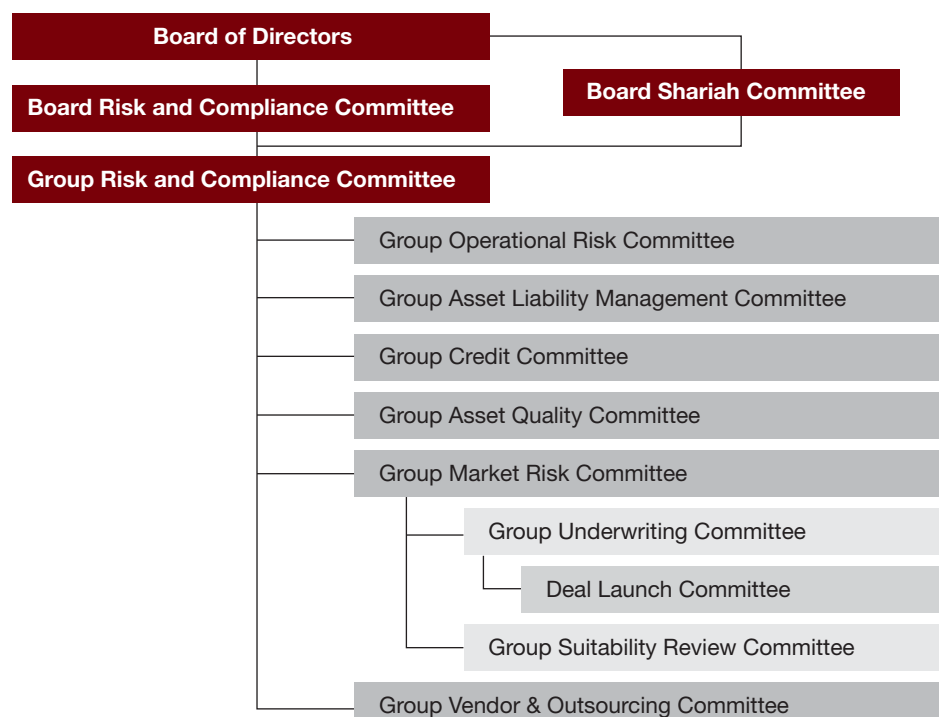 Board of Directors
Board Shariah Committee
Board Risk and Compliance Committee
Group Risk and Compliance Committee
Group Operational Risk Committee
Group Asset Liability Management Committee
Group Credit Committee
Group Asset Quality Committee
Group Market Risk Committee
Group Underwriting Committee
Deal Launch Committee
Group Suitability Review Committee
Group Vendor & Outsourcing Committee